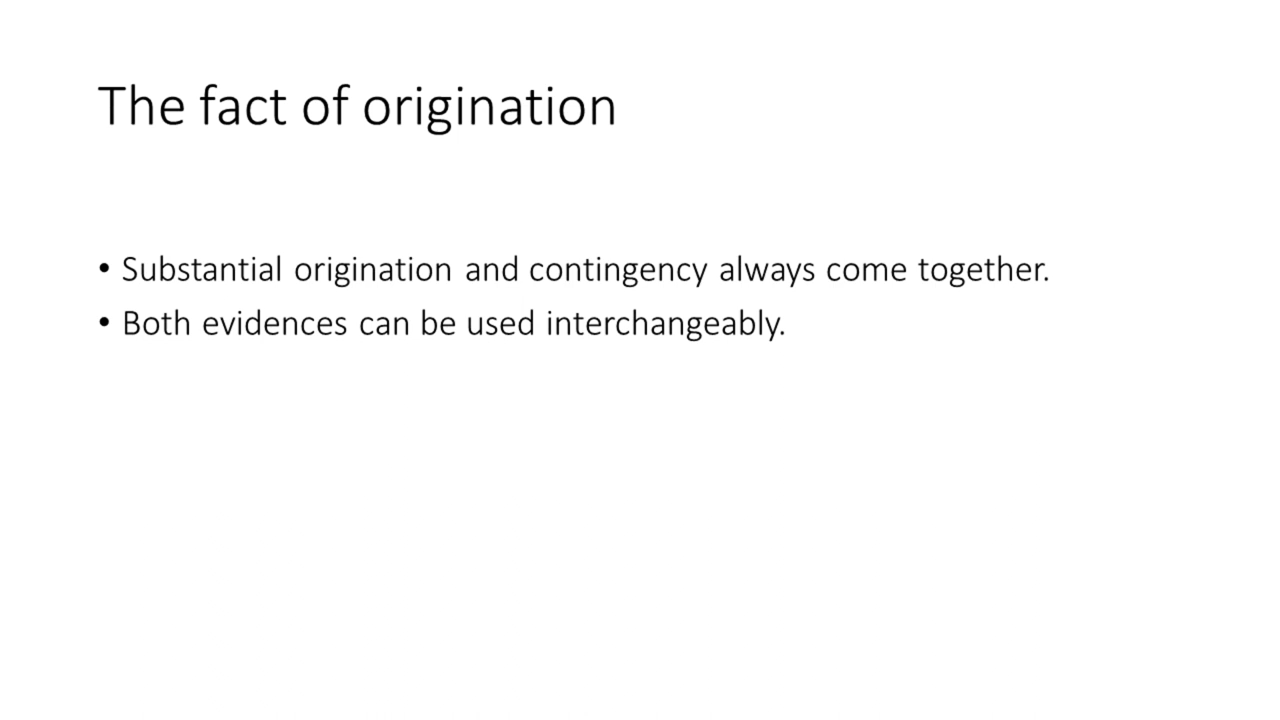 The fact of origination
• Substantial origination and contingency always come together.
• Both evidences can be used interchangeably.